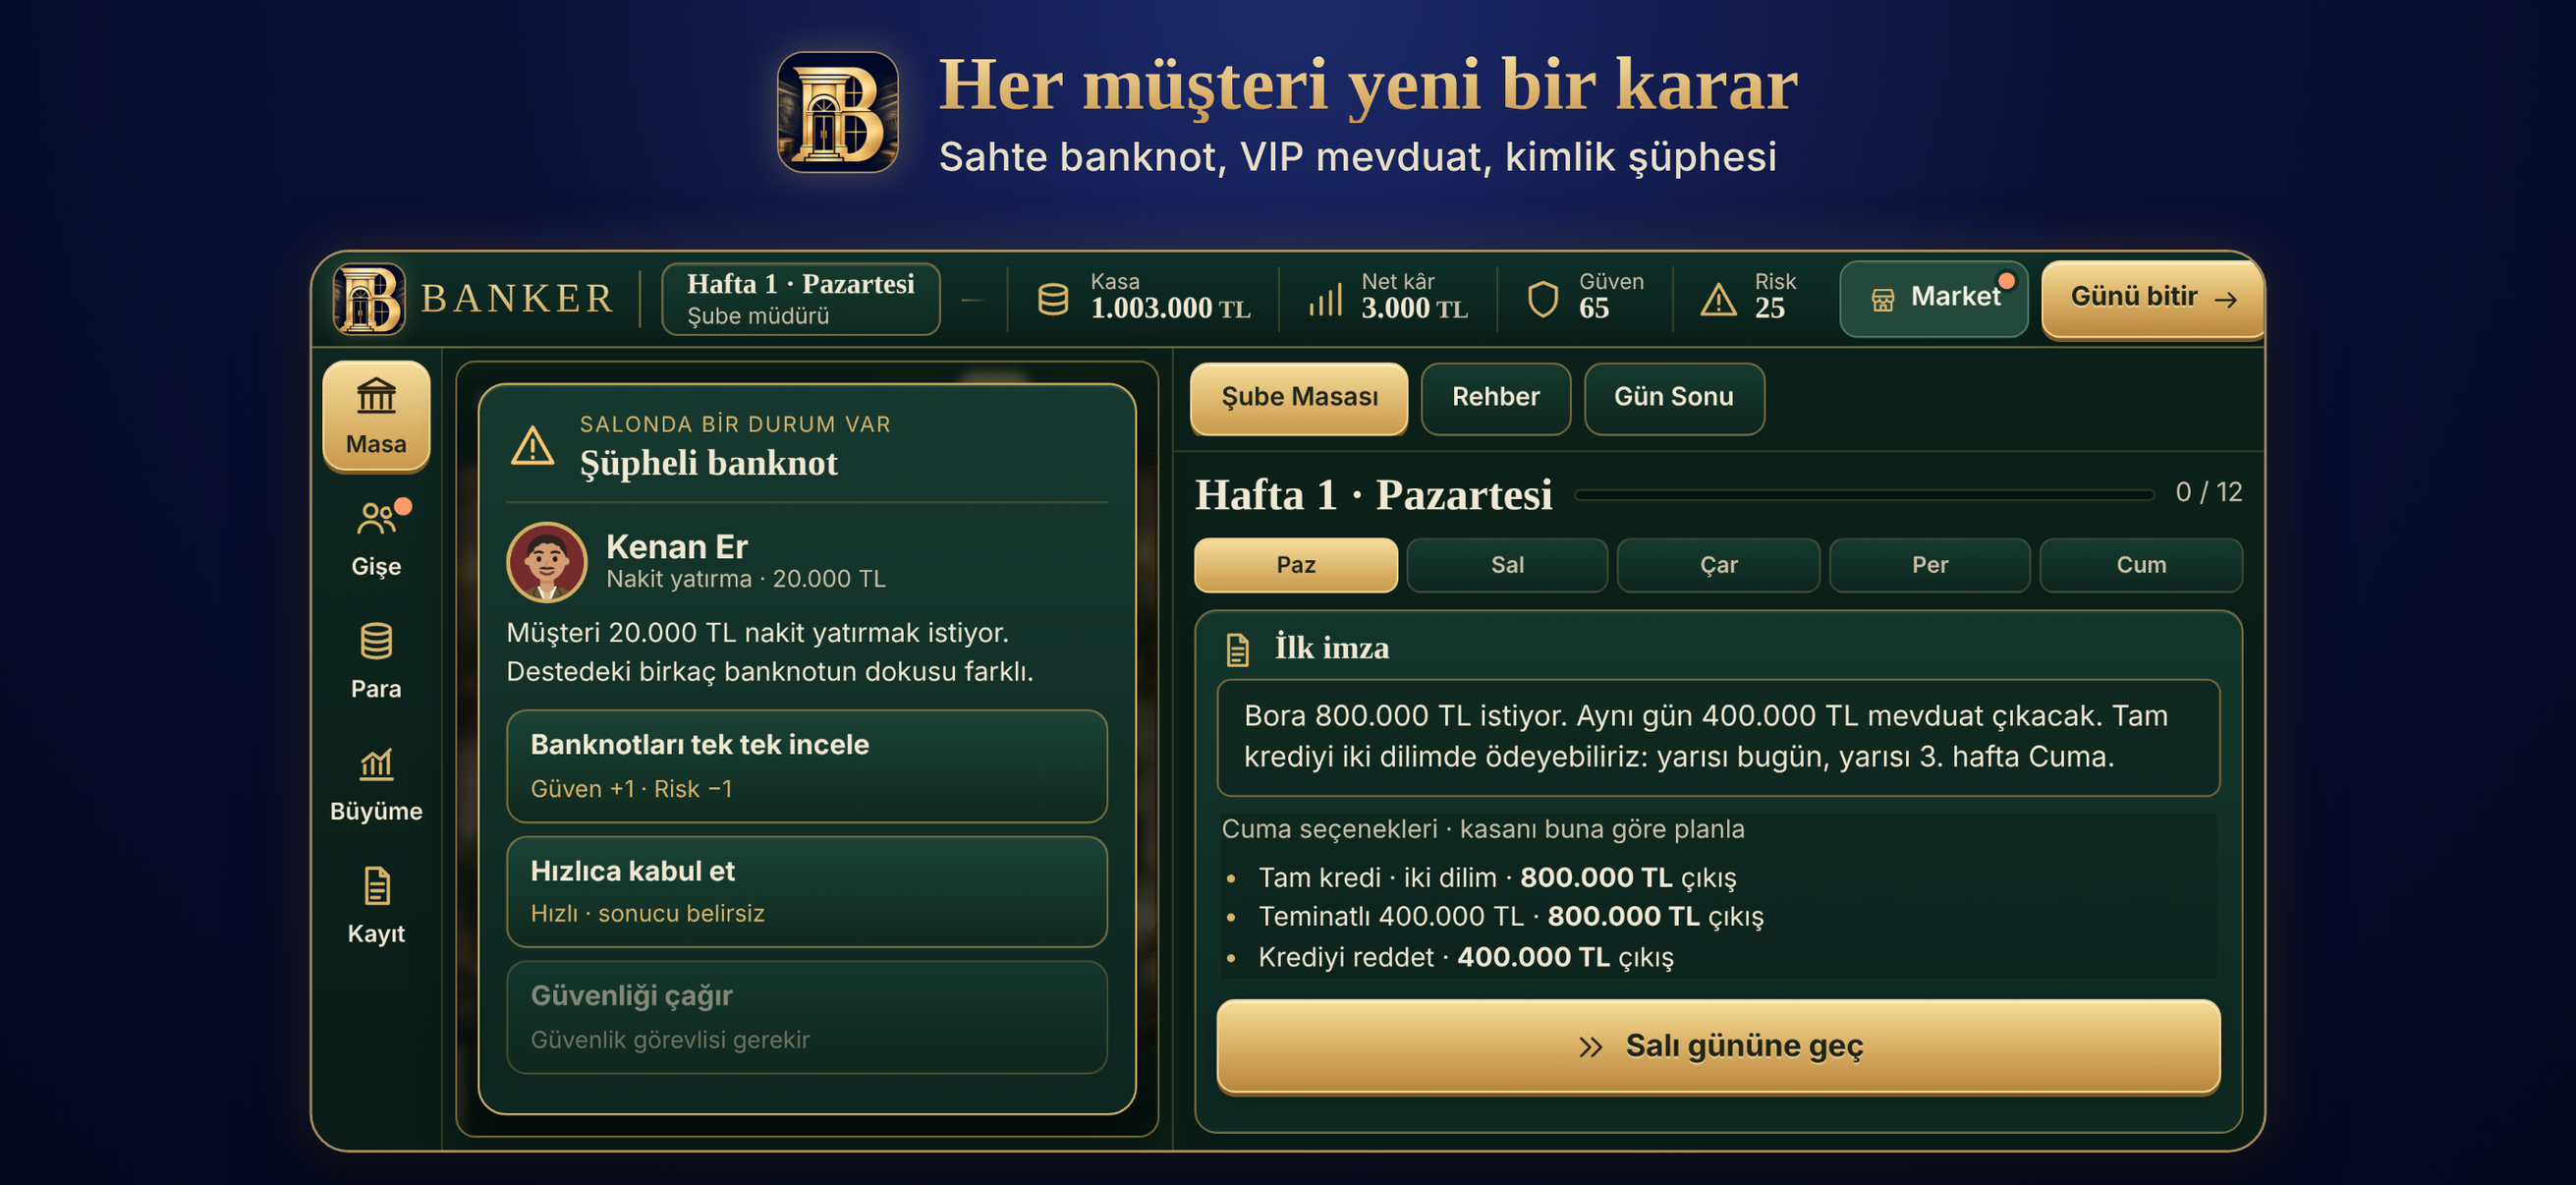 Her müşteri yeni bir karar
Sahte banknot, VIP mevduat, kimlik şüphesi
BANKER
Hafta 1 · Pazartesi
Şube müdürü
Kasa
1.003.000 TL
Net kâr
3.000 TL
Güven
65
Risk
25
Market
Günü bitir →
Masa
Gişe
Para
Büyüme
Kayıt
SALONDA BİR DURUM VAR
Şüpheli banknot
Kenan Er
Nakit yatırma · 20.000 TL
Müşteri 20.000 TL nakit yatırmak istiyor.
Destedeki birkaç banknotun dokusu farklı.
Banknotları tek tek incele
Güven +1 · Risk −1
Hızlıca kabul et
Hızlı · sonucu belirsiz
Güvenliği çağır
Güvenlik görevlisi gerekir
Şube Masası
Rehber
Gün Sonu
Hafta 1 · Pazartesi
0 / 12
Paz
Sal
Çar
Per
Cum
İlk imza
Bora 800.000 TL istiyor. Aynı gün 400.000 TL mevduat çıkacak. Tam
krediyi iki dilimde ödeyebiliriz: yarısı bugün, yarısı 3. hafta Cuma.
Cuma seçenekleri · kasanı buna göre planla
• Tam kredi · iki dilim · 800.000 TL çıkış
• Teminatlı 400.000 TL · 800.000 TL çıkış
• Krediyi reddet · 400.000 TL çıkış
Salı gününe geç